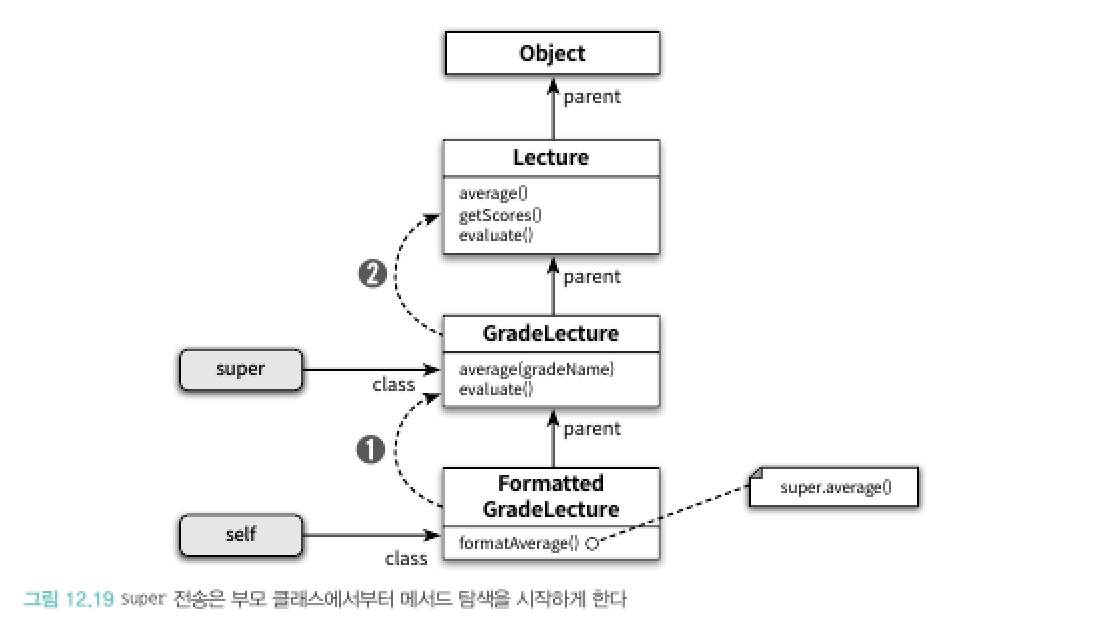 Object
parent
Lecture
average()
getScores()
evaluate()
❷
parent
GradeLecture
super
average(gradeName)
class
evaluate()
❶
parent
Formatted
GradeLecture
super.average()
self
formatAverage()
class
그림 12.19 super 전송은 부모 클래스에서부터 메서드 탐색을 시작하게 한다